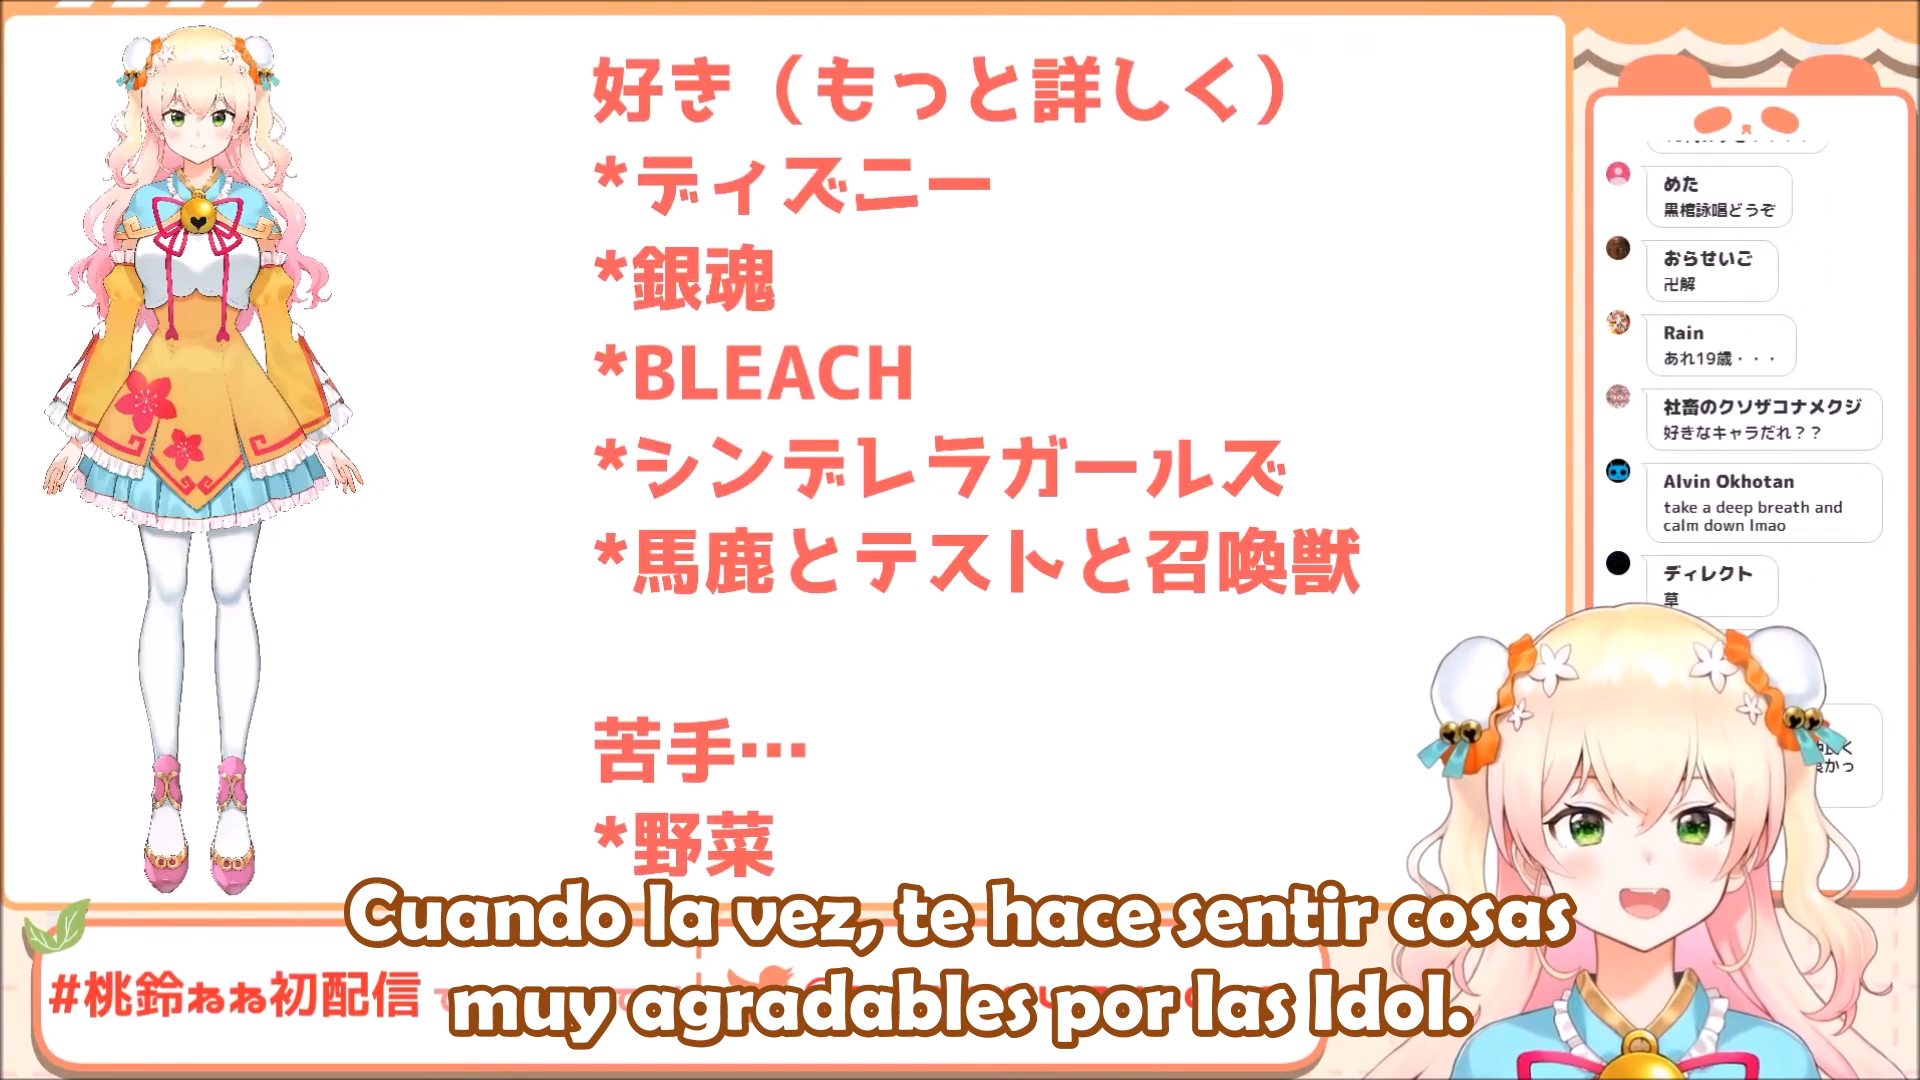 好き（もっと詳しく）
*ディズニー
*銀魂
*BLEACH
*シンデレラガールズ
*馬鹿とテストと召喚獣
苦手…
*野菜
めた
黒棺詠唱どうぞ
おらせいご
卍解
Rain
あれ19歳・・・
社畜のクソザコナメクジ
好きなキャラだれ？？
Alvin Okhotan
take a deep breath and
calm down lmao
ディレクト
草
Cuando la vez, te hace sentir cosas
muy agradables por las Idol.
#桃鈴ねね初配信